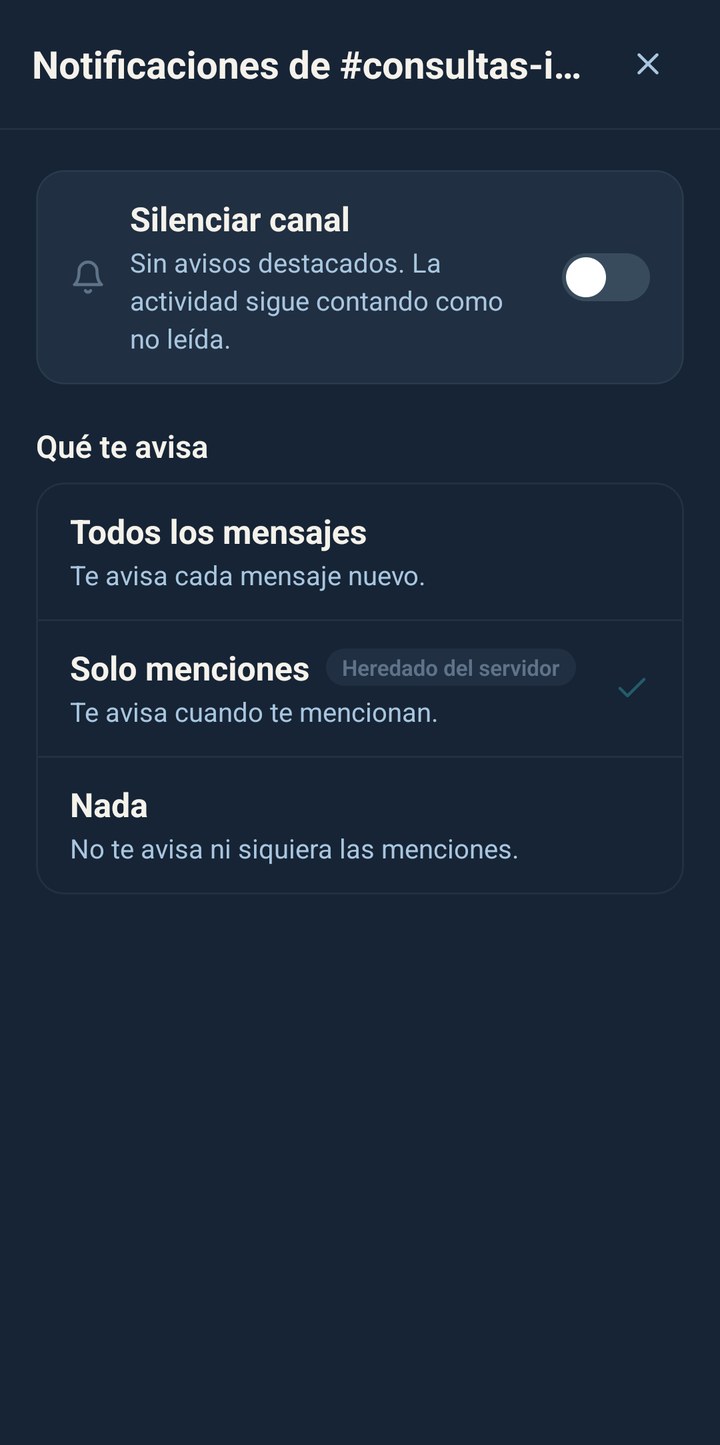 Notificaciones de #consultas-i...
Silenciar canal
Sin avisos destacados. La
actividad sigue contando como
no leída.
Qué te avisa
Todos los mensajes
Te avisa cada mensaje nuevo.
Solo menciones Heredado del servidor
Te avisa cuando te mencionan.
Nada
No te avisa ni siquiera las menciones.